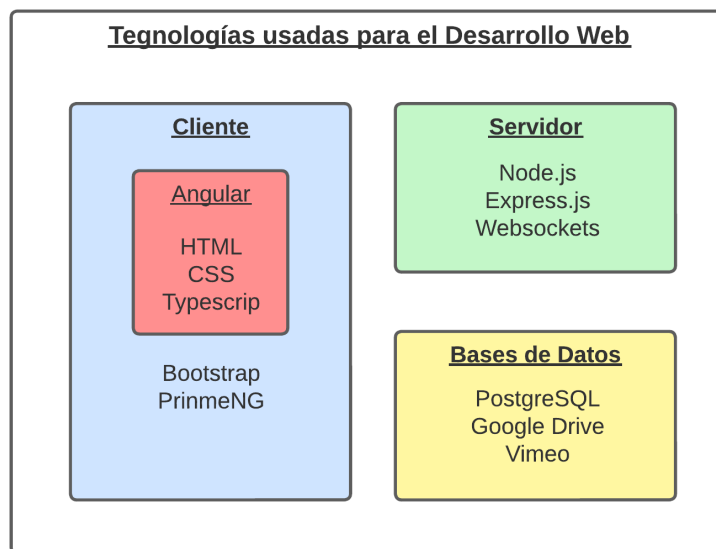 Tegnologías usadas para el Desarrollo Web
Cliente
Angular
HTML
CSS
Typescrip
Bootstrap
PrinmeNG
Servidor
Node.js
Express.js
Websockets
Bases de Datos
PostgreSQL
Google Drive
Vimeo